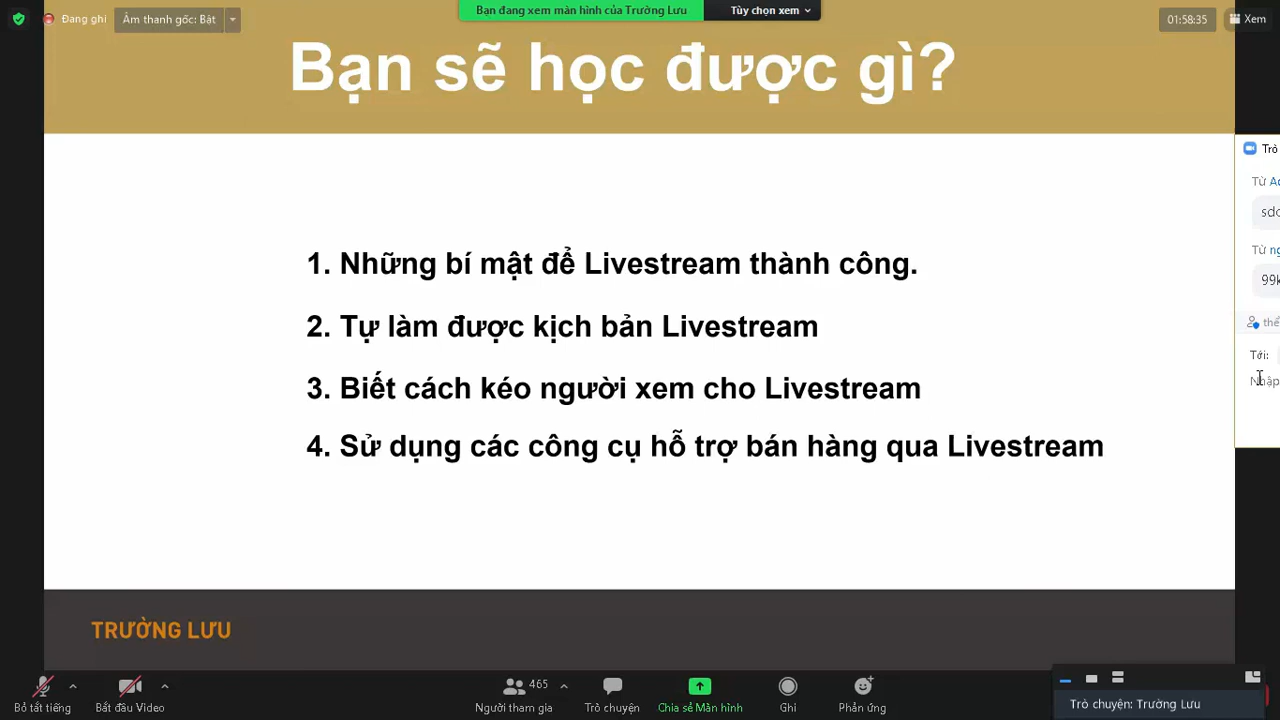 Đang ghi
Âm thanh gốc: Bật
Bạn đang xem màn hình của Trường Lưu
Tùy chọn xem
01:58:35
Xem
Bạn sẽ học được gì?
1. Những bí mật để Livestream thành công.
2. Tự làm được kịch bản Livestream
3. Biết cách kéo người xem cho Livestream
4. Sử dụng các công cụ hỗ trợ bán hàng qua Livestream
TRƯỜNG LƯU
Trò
Từ
Từ
Tới:
Bỏ tắt tiếng
Bắt đầu Video
465
Người tham gia
Trò chuyện
Chia sẻ Màn hình
Ghi
Phản ứng
Trò chuyện: Trường Lưu